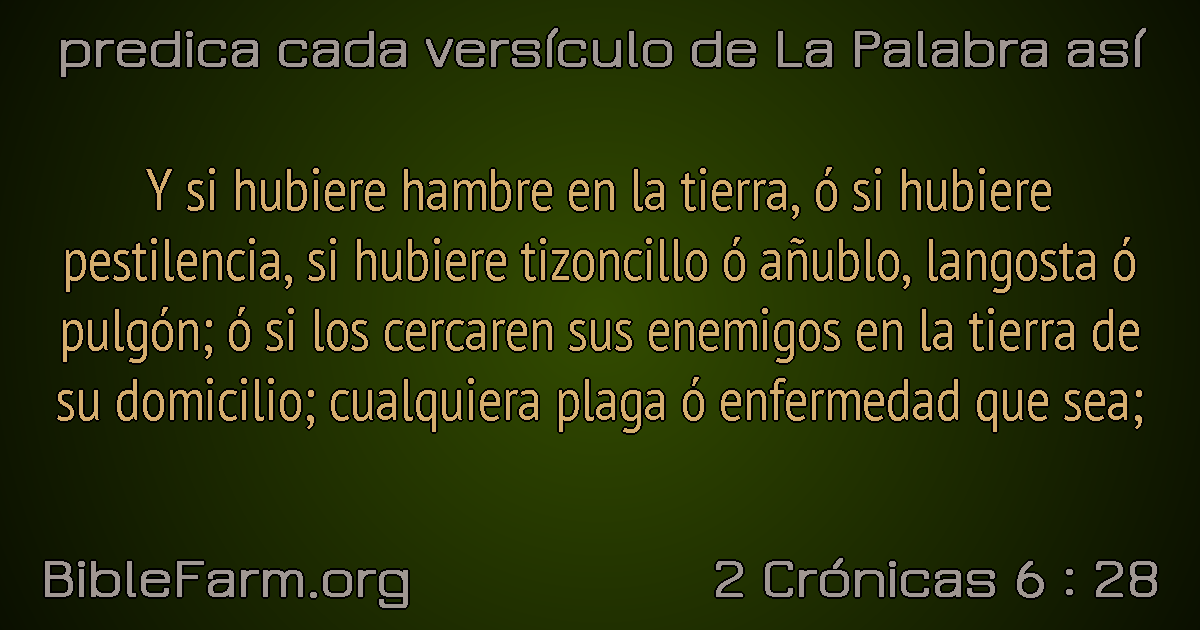 predica cada versículo de La Palabra así
Y si hubiere hambre en la tierra, ó si hubiere
pestilencia, si hubiere tizoncillo ó añublo, langosta ó
pulgón; ó si los cercaren sus enemigos en la tierra de
su domicilio; cualquiera plaga ó enfermedad que sea;
BibleFarm.org
2 Crónicas 6 : 28